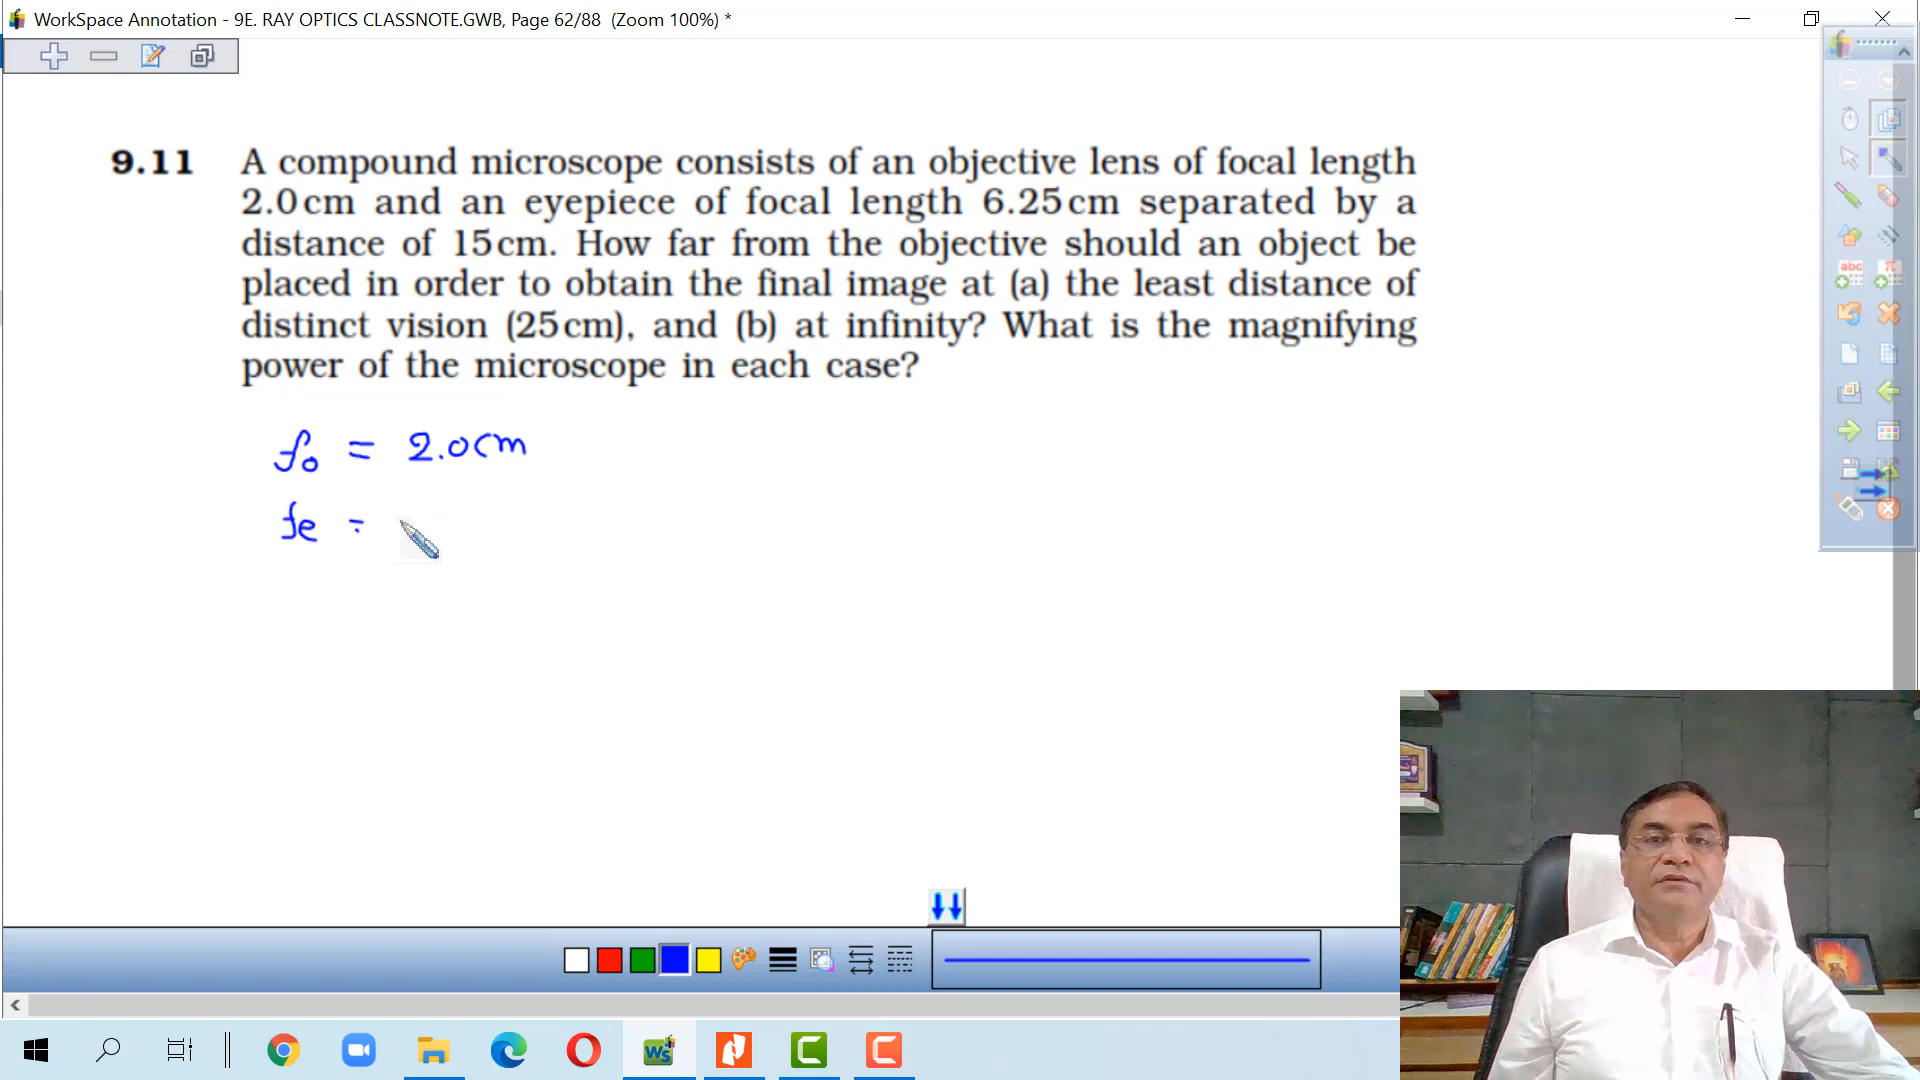 WorkSpace Annotation - 9E. RAY OPTICS CLASSNOTE.GWB, Page 62/88 (Zoom 100%) *
9.11 A compound microscope consists of an objective lens of focal length
2.0 cm and an eyepiece of focal length 6.25 cm separated by a
distance of 15 cm. How far from the objective should an object be
placed in order to obtain the final image at (a) the least distance of
distinct vision (25 cm), and (b) at infinity? What is the magnifying
power of the microscope in each case?
fo = 2.0cm
fe =
abc
π
WS